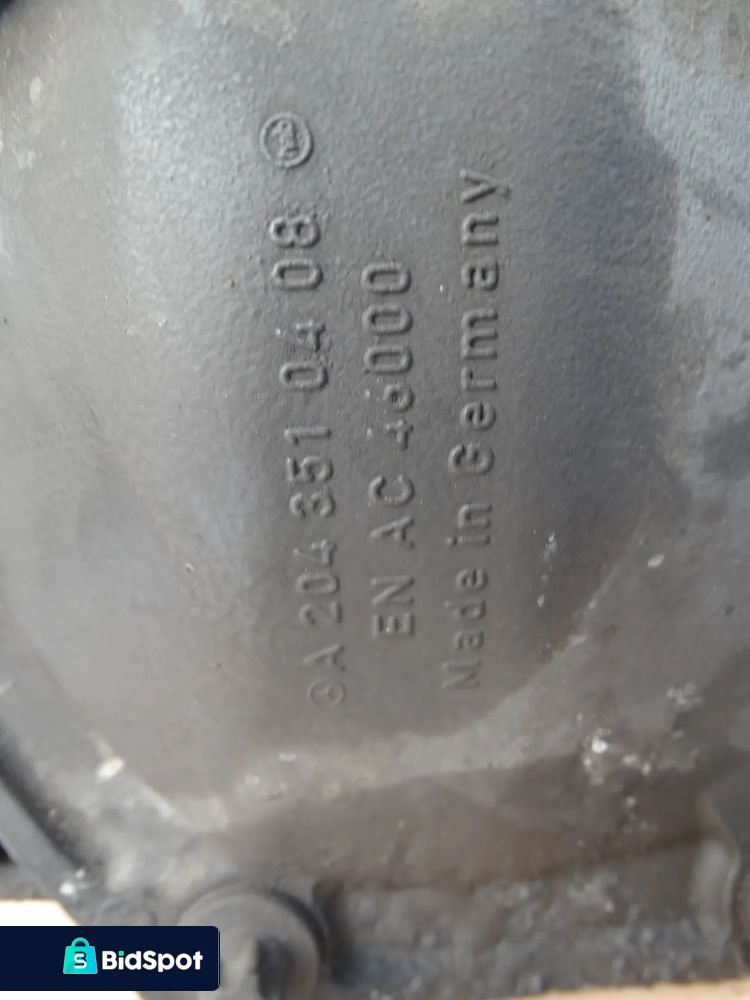 A 204 351 04 08
EN AC 46000
Made in Germany
BidSpot